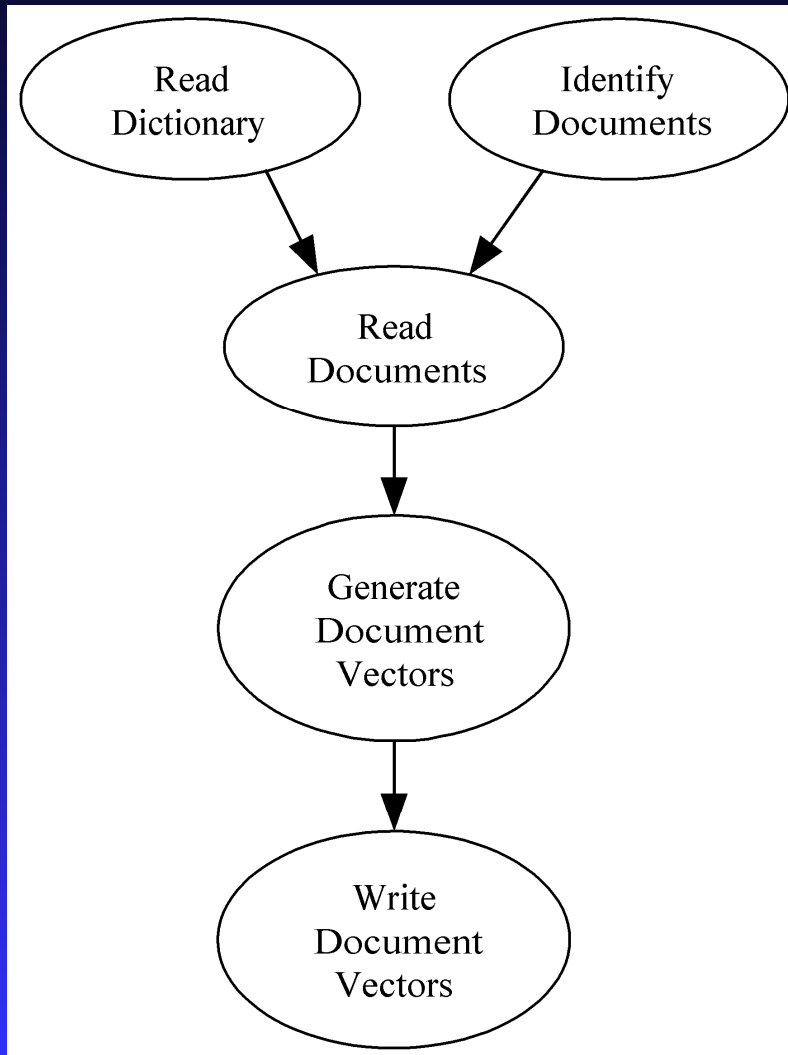 Read
Dictionary
Identify
Documents
Read
Documents
Generate
Document
Vectors
Write
Document
Vectors